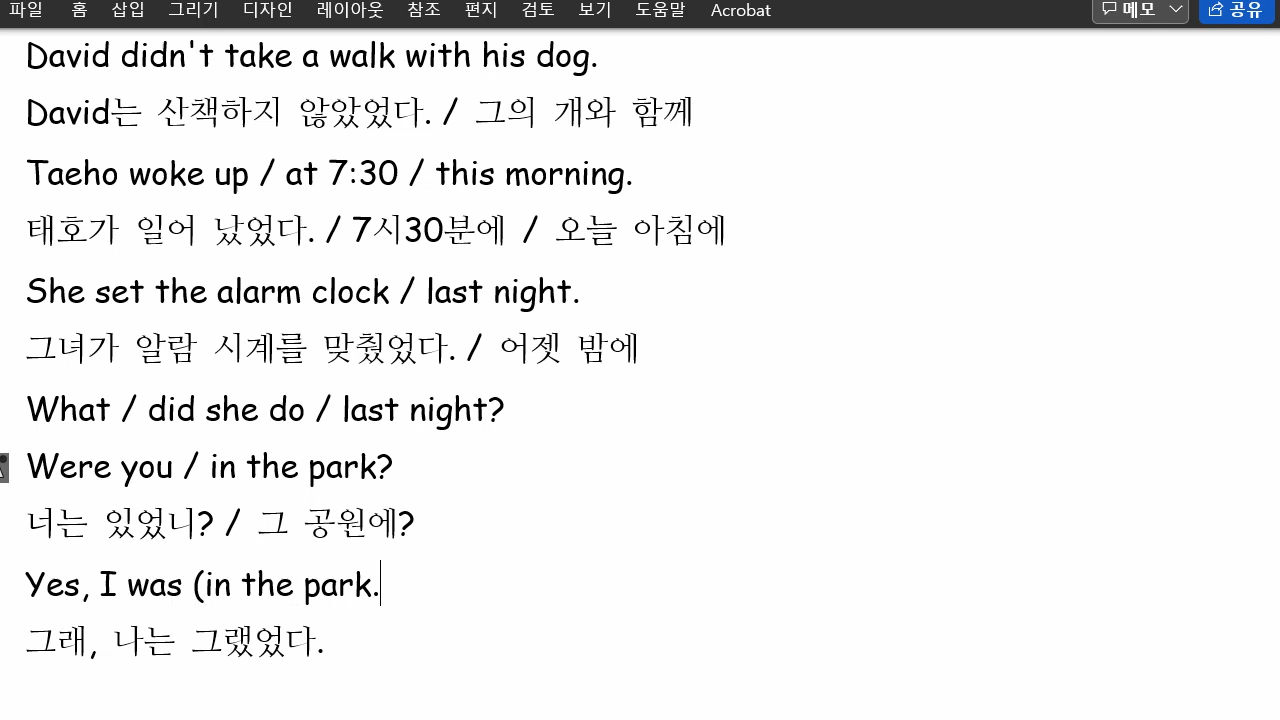 파일 홈 삽입 그리기 디자인 레이아웃 참조 편지 검토 보기 도움말 Acrobat 메모 공유
David didn't take a walk with his dog.
David는 산책하지 않았었다. / 그의 개와 함께
Taeho woke up / at 7:30 / this morning.
태호가 일어 났었다. / 7시30분에 / 오늘 아침에
She set the alarm clock / last night.
그녀가 알람 시계를 맞췄었다. / 어젯 밤에
What / did she do / last night?
Were you / in the park?
너는 있었니? / 그 공원에?
Yes, I was (in the park.
그래, 나는 그랬었다.